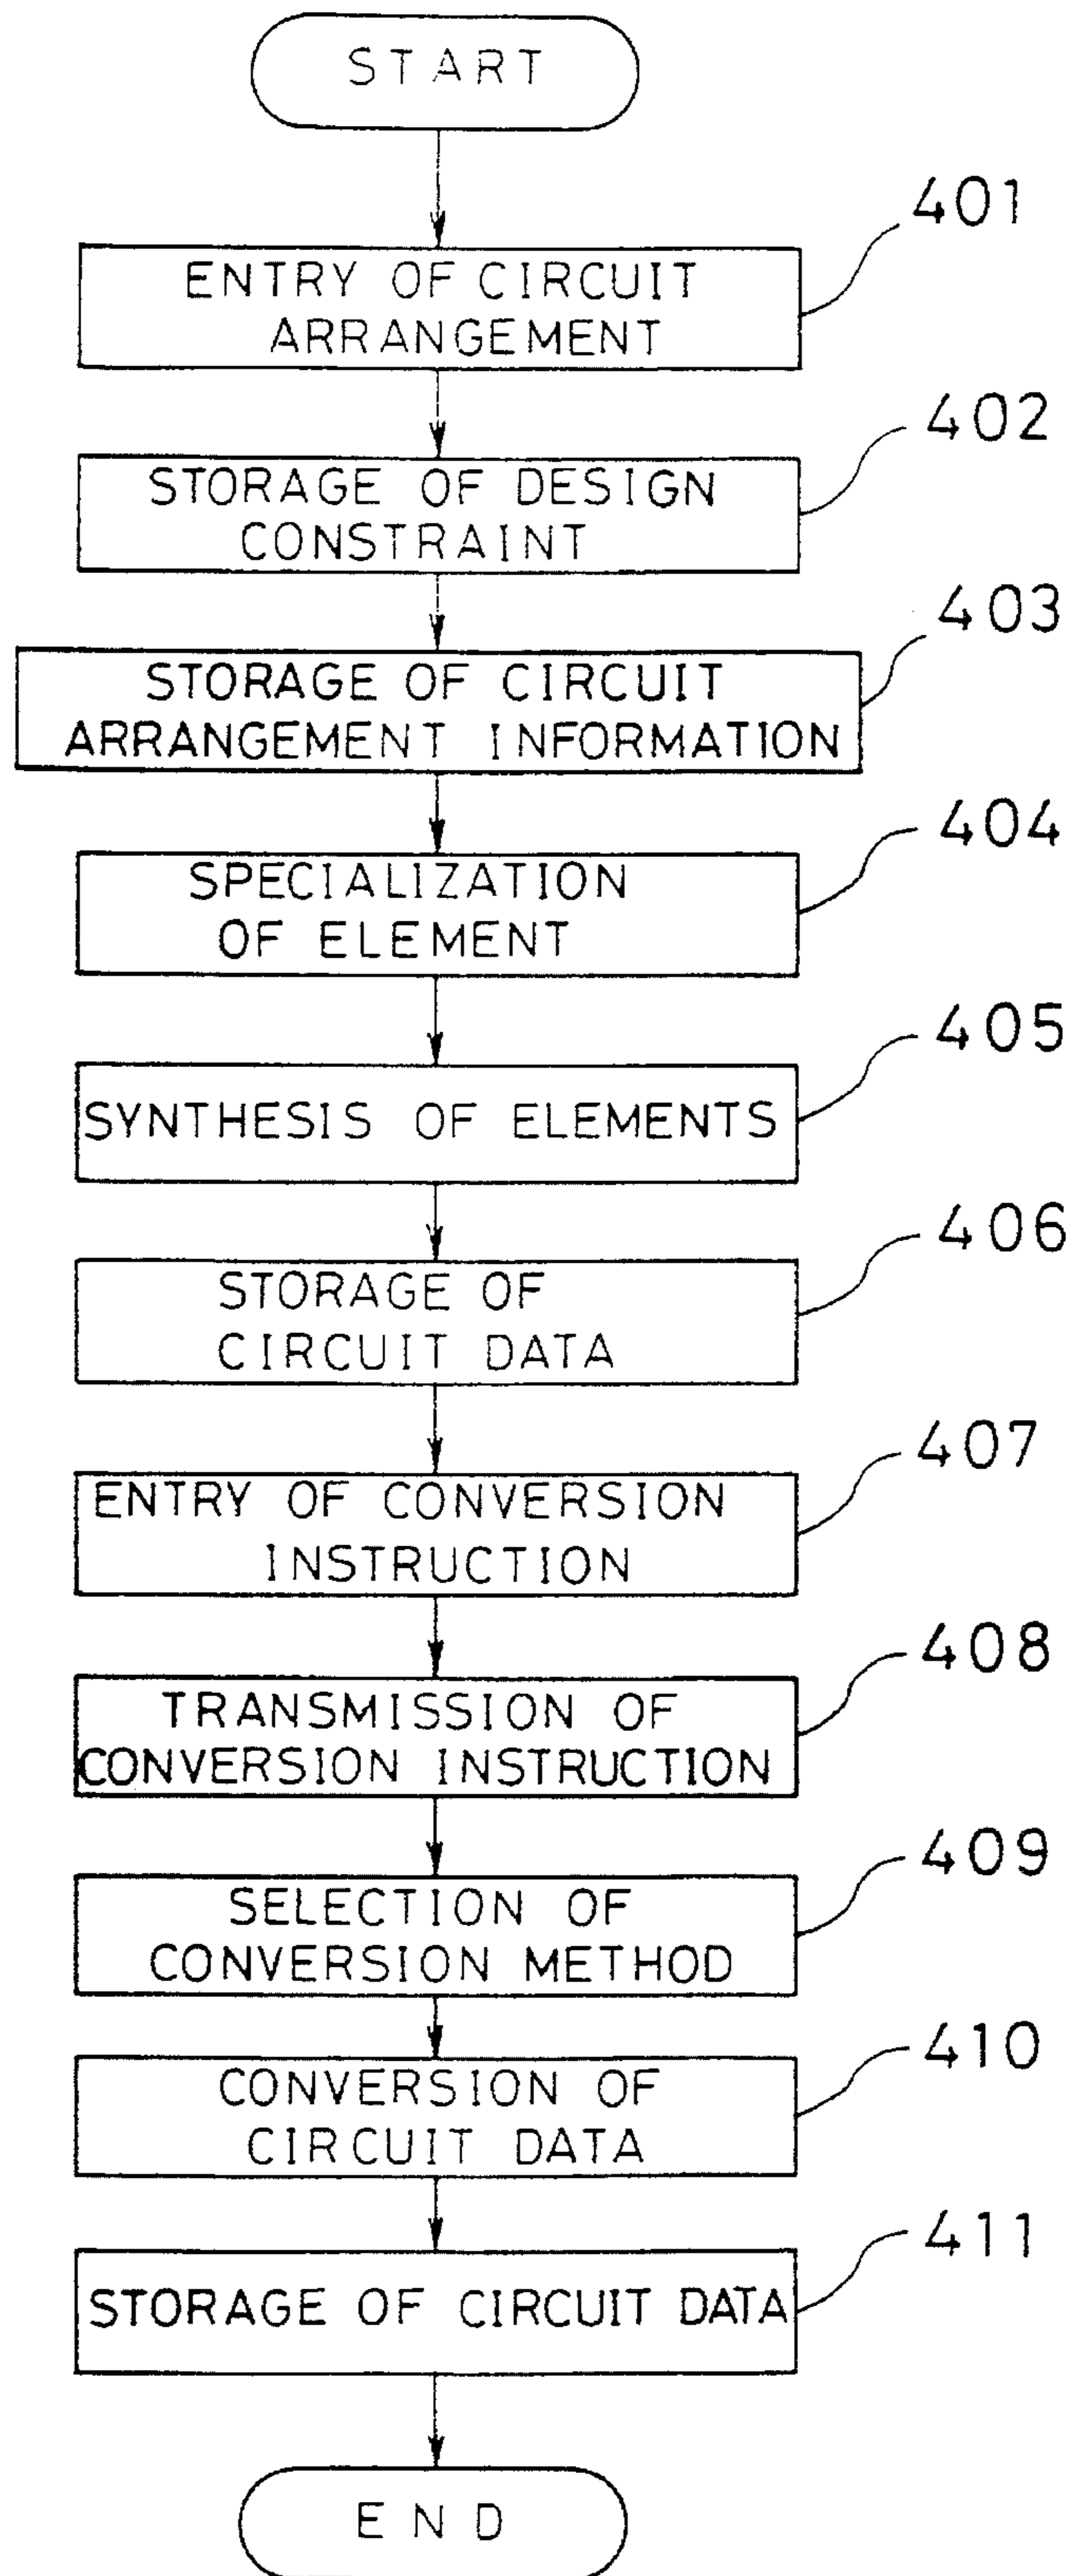 START
401
ENTRY OF CIRCUIT
ARRANGEMENT
402
STORAGE OF DESIGN
CONSTRAINT
403
STORAGE OF CIRCUIT
ARRANGEMENT INFORMATION
404
SPECIALIZATION
OF ELEMENT
405
SYNTHESIS OF ELEMENTS
406
STORAGE OF
CIRCUIT DATA
407
ENTRY OF CONVERSION
INSTRUCTION
408
TRANSMISSION OF
CONVERSION INSTRUCTION
409
SELECTION OF
CONVERSION METHOD
410
CONVERSION OF
CIRCUIT DATA
411
STORAGE OF CIRCUIT DATA
END